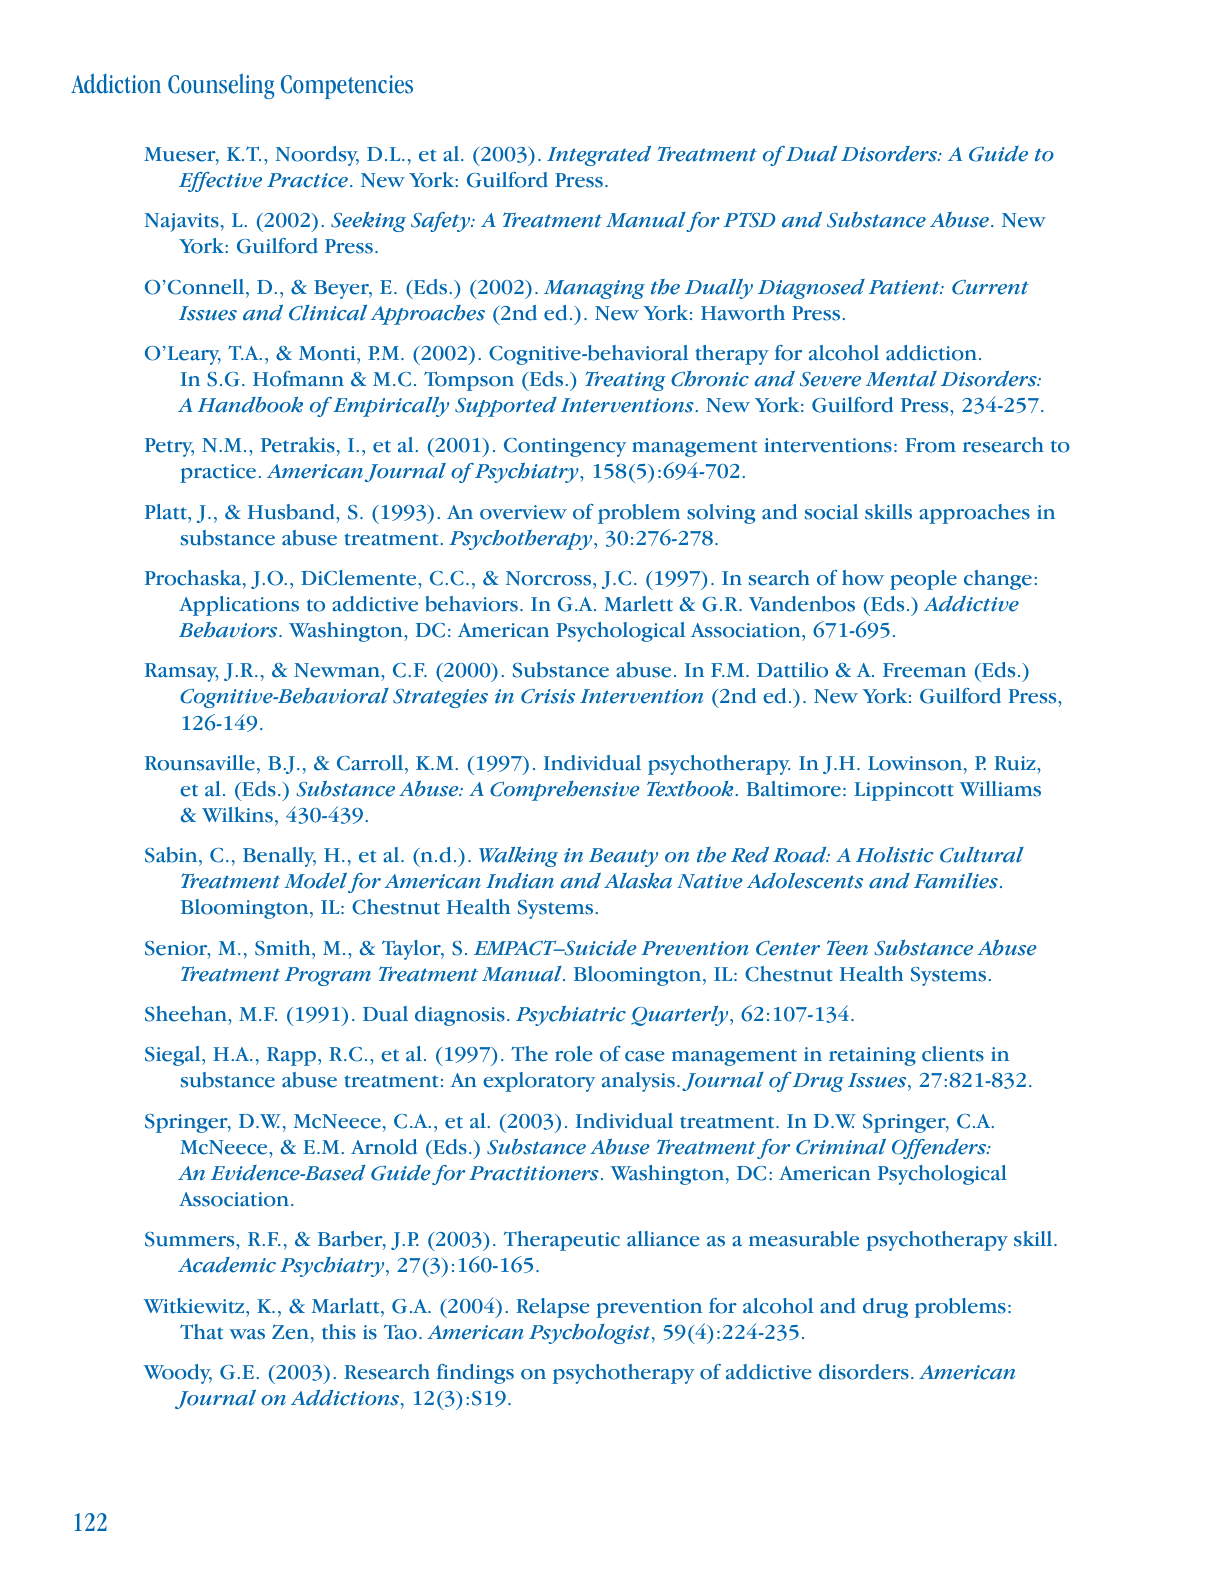 Addiction Counseling Competencies
Mueser, K.T., Noordsy, D.L., et al. (2003). Integrated Treatment of Dual Disorders: A Guide to
Effective Practice. New York: Guilford Press.
Najavits, L. (2002). Seeking Safety: A Treatment Manual for PTSD and Substance Abuse. New
York: Guilford Press.
O’Connell, D., & Beyer, E. (Eds.) (2002). Managing the Dually Diagnosed Patient: Current
Issues and Clinical Approaches (2nd ed.). New York: Haworth Press.
O’Leary, T.A., & Monti, P.M. (2002). Cognitive-behavioral therapy for alcohol addiction.
In S.G. Hofmann & M.C. Tompson (Eds.) Treating Chronic and Severe Mental Disorders:
A Handbook of Empirically Supported Interventions. New York: Guilford Press, 234-257.
Petry, N.M., Petrakis, I., et al. (2001). Contingency management interventions: From research to
practice. American Journal of Psychiatry, 158(5):694-702.
Platt, J., & Husband, S. (1993). An overview of problem solving and social skills approaches in
substance abuse treatment. Psychotherapy, 30:276-278.
Prochaska, J.O., DiClemente, C.C., & Norcross, J.C. (1997). In search of how people change:
Applications to addictive behaviors. In G.A. Marlett & G.R. Vandenbos (Eds.) Addictive
Behaviors. Washington, DC: American Psychological Association, 671-695.
Ramsay, J.R., & Newman, C.F. (2000). Substance abuse. In F.M. Dattilio & A. Freeman (Eds.)
Cognitive-Behavioral Strategies in Crisis Intervention (2nd ed.). New York: Guilford Press,
126-149.
Rounsaville, B.J., & Carroll, K.M. (1997). Individual psychotherapy. In J.H. Lowinson, P. Ruiz,
et al. (Eds.) Substance Abuse: A Comprehensive Textbook. Baltimore: Lippincott Williams
& Wilkins, 430-439.
Sabin, C., Benally, H., et al. (n.d.). Walking in Beauty on the Red Road: A Holistic Cultural
Treatment Model for American Indian and Alaska Native Adolescents and Families.
Bloomington, IL: Chestnut Health Systems.
Senior, M., Smith, M., & Taylor, S. EMPACT–Suicide Prevention Center Teen Substance Abuse
Treatment Program Treatment Manual. Bloomington, IL: Chestnut Health Systems.
Sheehan, M.F. (1991). Dual diagnosis. Psychiatric Quarterly, 62:107-134.
Siegal, H.A., Rapp, R.C., et al. (1997). The role of case management in retaining clients in
substance abuse treatment: An exploratory analysis. Journal of Drug Issues, 27:821-832.
Springer, D.W., McNeece, C.A., et al. (2003). Individual treatment. In D.W. Springer, C.A.
McNeece, & E.M. Arnold (Eds.) Substance Abuse Treatment for Criminal Offenders:
An Evidence-Based Guide for Practitioners. Washington, DC: American Psychological
Association.
Summers, R.F., & Barber, J.P. (2003). Therapeutic alliance as a measurable psychotherapy skill.
Academic Psychiatry, 27(3):160-165.
Witkiewitz, K., & Marlatt, G.A. (2004). Relapse prevention for alcohol and drug problems:
That was Zen, this is Tao. American Psychologist, 59(4):224-235.
Woody, G.E. (2003). Research findings on psychotherapy of addictive disorders. American
Journal on Addictions, 12(3):S19.
122